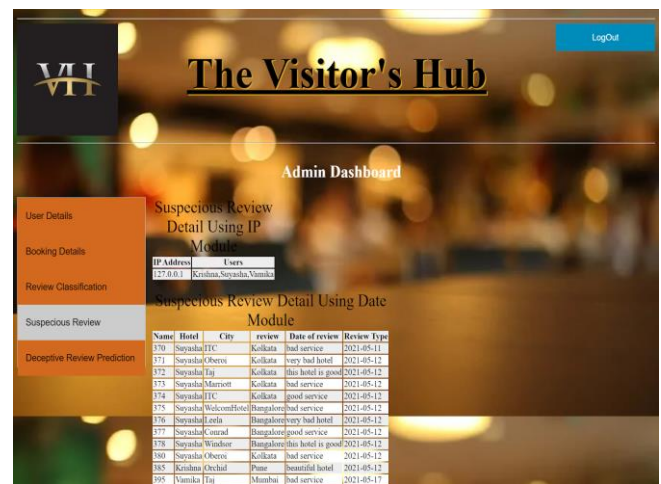 VH
The Visitor's Hub
LogOut
Admin Dashboard
User Details
Booking Details
Review Classification
Suspecious Review
Deceptive Review Prediction
Suspecious Review
Detail Using IP
Module
IP Address Users
127.0.0.1 Krishna,Suyasha,Vamika
Suspecious Review Detail Using Date
Module
Name Hotel City review Date of review Review Type
370 Suyasha ITC Kolkata bad service 2021-05-11
371 Suyasha Oberoi Kolkata very bad hotel 2021-05-12
372 Suyasha Taj Kolkata this hotel is good 2021-05-12
373 Suyasha Marriott Kolkata bad service 2021-05-12
374 Suyasha ITC Kolkata good service 2021-05-12
375 Suyasha WelcomHotel Bangalore bad service 2021-05-12
376 Suyasha Leela Bangalore very bad hotel 2021-05-12
377 Suyasha Conrad Bangalore good service 2021-05-12
378 Suyasha Windsor Bangalore this hotel is good 2021-05-12
380 Suyasha Oberoi Kolkata bad service 2021-05-12
385 Krishna Orchid Pune beautiful hotel 2021-05-12
395 Vamika Taj Mumbai bad service 2021-05-17